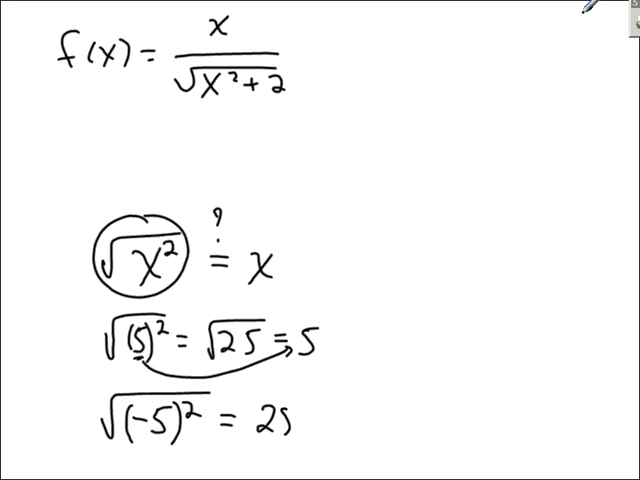 f(x) = x / √(x² + 2)
√x² ≟ x
√(5)² = √25 = 5
√(-5)² = 25